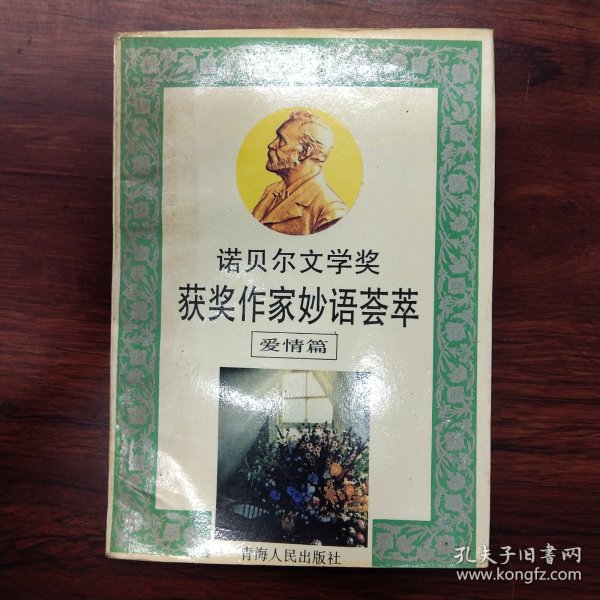 诺贝尔文学奖
获奖作家妙语荟萃
爱情篇
青海人民出版社
孔夫子旧书网
www.kongfz.com